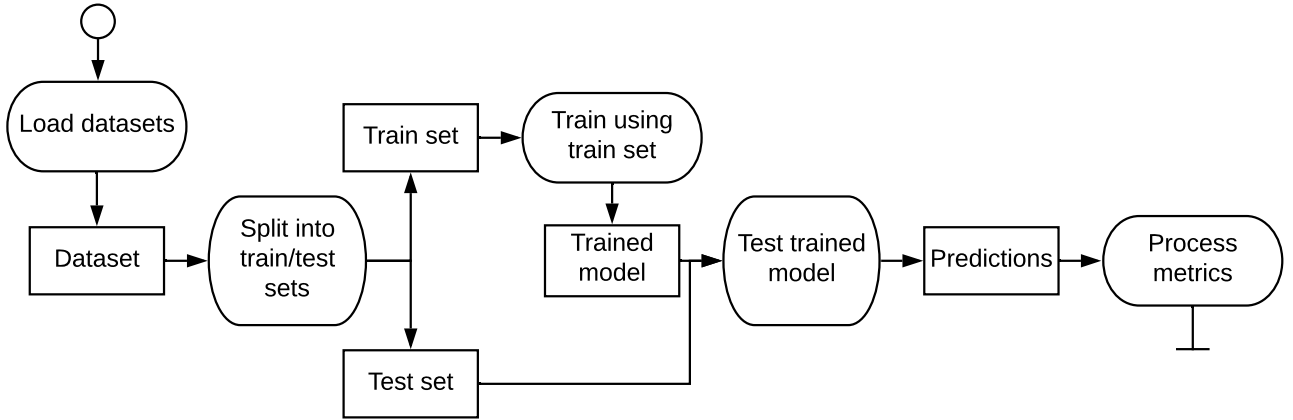 Load datasets
Dataset
Split into
train/test
sets
Train set
Test set
Train using
train set
Trained
model
Test trained
model
Predictions
Process
metrics